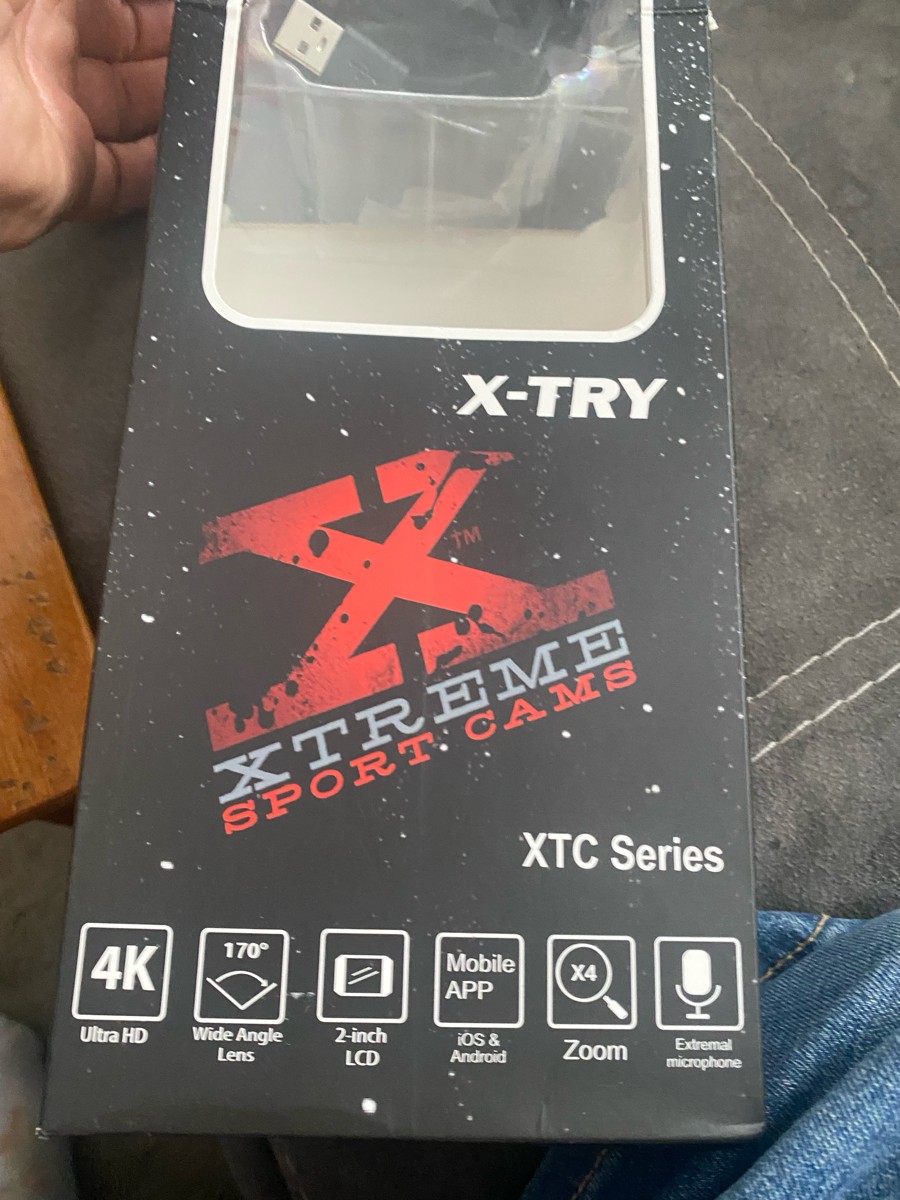 X-TRY
X
TM
XTREME
SPORT CAMS
XTC Series
4K
Ultra HD
170°
Wide Angle
Lens
2-inch
LCD
Mobile
APP
iOS &
Android
X4
Zoom
Extremal
microphone